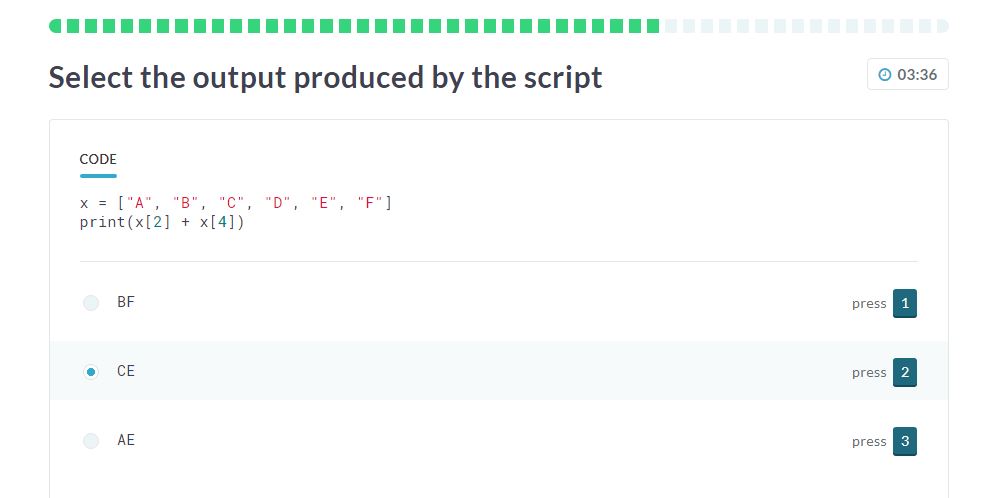 Select the output produced by the script
03:36
CODE
x = ["A", "B", "C", "D", "E", "F"]
print(x[2] + x[4])
BF press 1
CE press 2
AE press 3